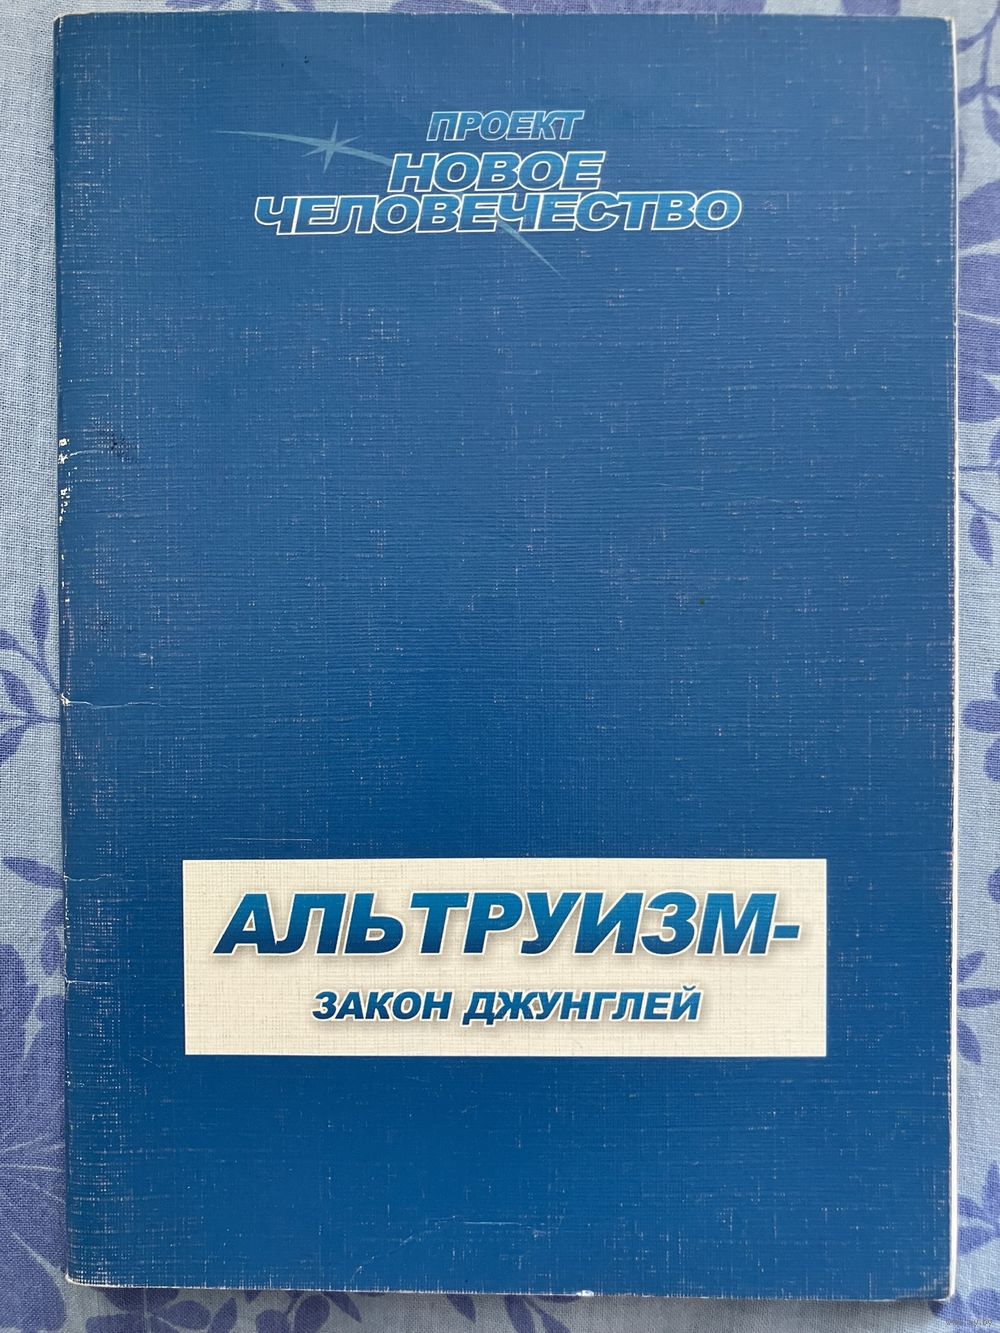 ПРОЕКТ
НОВОЕ
ЧЕЛОВЕЧЕСТВО
АЛЬТРУИЗМ-
ЗАКОН ДЖУНГЛЕЙ